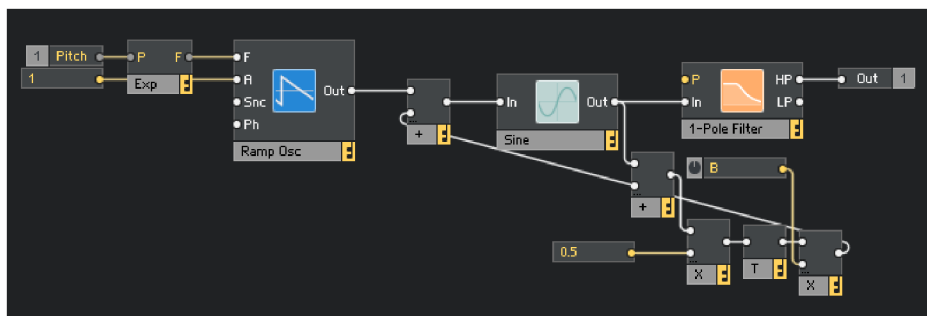 1 Pitch
P F
Exp
1
F
A
Snc
Ph
Out
Ramp Osc
...
+
In Out
Sine
P HP
In LP
1-Pole Filter
Out 1
...
+
B
0.5
...
X
T
...
X